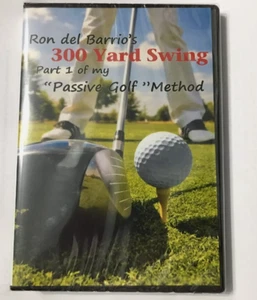 Ron del Barrio's
300 Yard Swing
Part 1 of my
"Passive Golf" Method